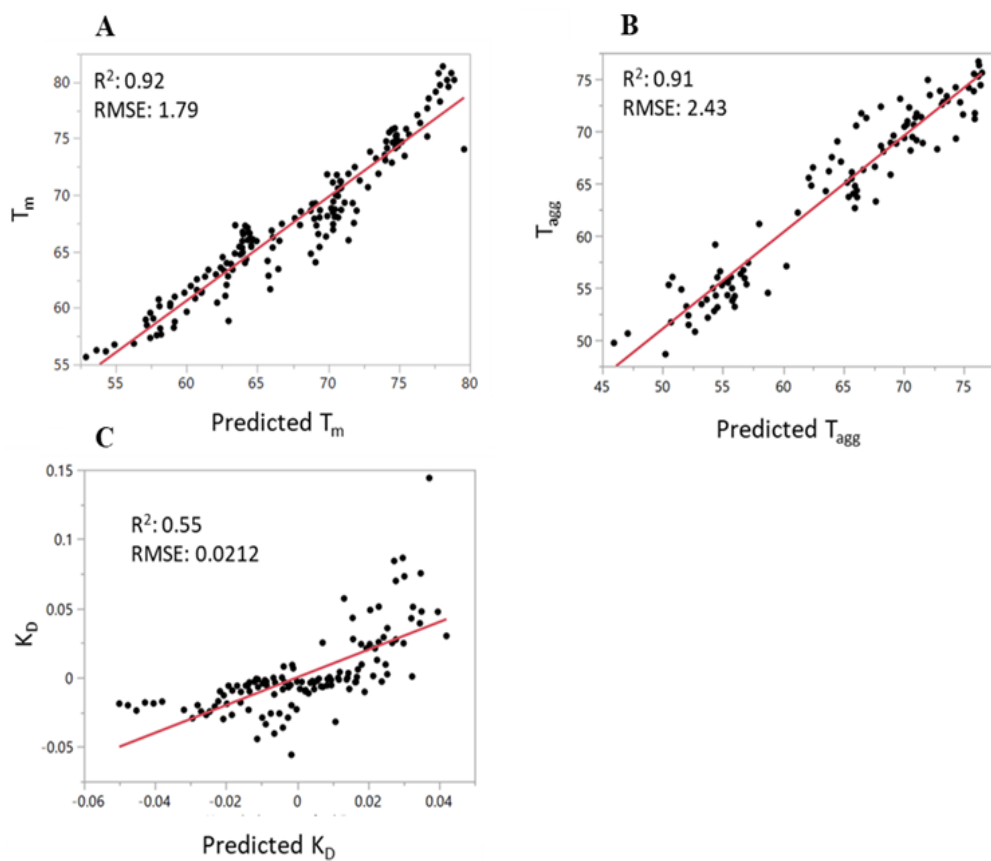 A
R²: 0.92
RMSE: 1.79
Tm
80
75
70
65
60
55
55 60 65 70 75 80
Predicted Tm
B
R²: 0.91
RMSE: 2.43
Tagg
75
70
65
60
55
50
45 50 55 60 65 70 75
Predicted Tagg
C
R²: 0.55
RMSE: 0.0212
KD
0.15
0.1
0.05
0
-0.05
-0.06 -0.04 -0.02 0 0.02 0.04
Predicted KD